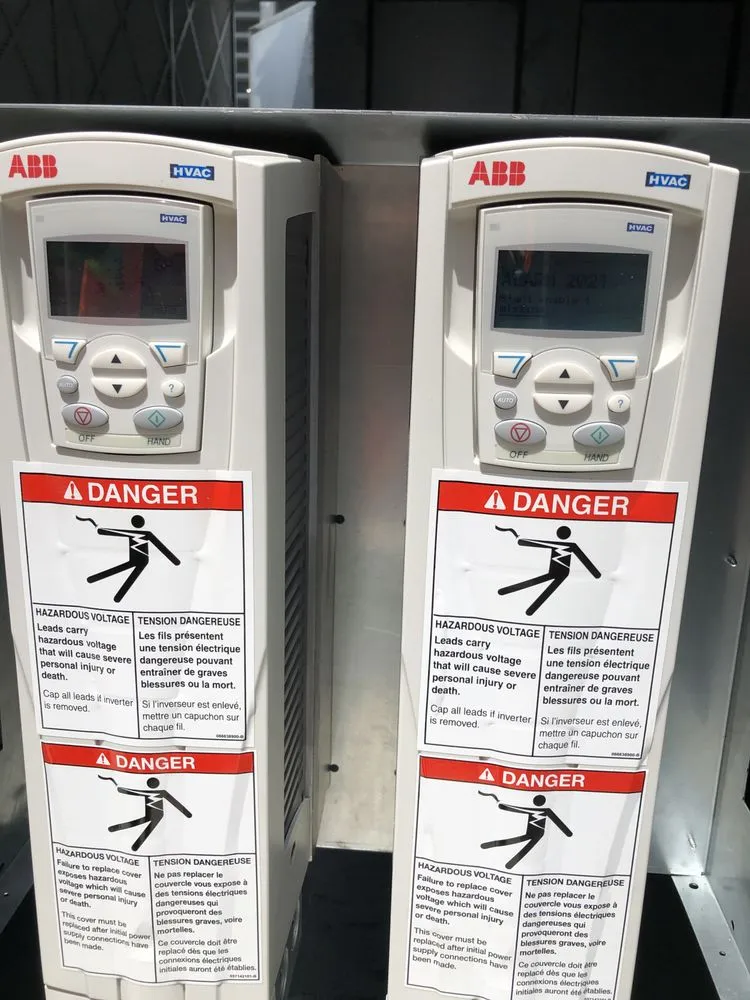 ABB
HVAC
HVAC
AUTO
?
OFF
HAND
DANGER
HAZARDOUS VOLTAGE
Leads carry
hazardous voltage
that will cause severe
personal injury or
death.
Cap all leads if inverter
is removed.
TENSION DANGEREUSE
Les fils présentent
une tension électrique
dangereuse pouvant
entraîner de graves
blessures ou la mort.
Si l'inverseur est enlevé,
mettre un capuchon sur
chaque fil.
DANGER
HAZARDOUS VOLTAGE
Failure to replace cover
exposes hazardous
voltage which will cause
severe personal injury
or death.
This cover must be
replaced after initial power
supply connections have
been made.
TENSION DANGEREUSE
Ne pas replacer le
couvercle vous expose à
des tensions électriques
dangereuses qui
provoqueront des
blessures graves, voire
mortelles.
Ce couvercle doit être
replacé dès que les
connexions électriques
initiales auront été établies.
ABB
HVAC
HVAC
ALARM 2021
AUTO
?
OFF
HAND
DANGER
HAZARDOUS VOLTAGE
Leads carry
hazardous voltage
that will cause severe
personal injury or
death.
Cap all leads if inverter
is removed.
TENSION DANGEREUSE
Les fils présentent
une tension électrique
dangereuse pouvant
entraîner de graves
blessures ou la mort.
Si l'inverseur est enlevé,
mettre un capuchon sur
chaque fil.
DANGER
HAZARDOUS VOLTAGE
Failure to replace cover
exposes hazardous
voltage which will cause
severe personal injury
or death.
This cover must be
replaced after initial power
supply connections have
been made.
TENSION DANGEREUSE
Ne pas replacer le
couvercle vous expose à
des tensions électriques
dangereuses qui
provoqueront des
blessures graves, voire
mortelles.
Ce couvercle doit être
replacé dès que les
connexions électriques
initiales auront été établies.